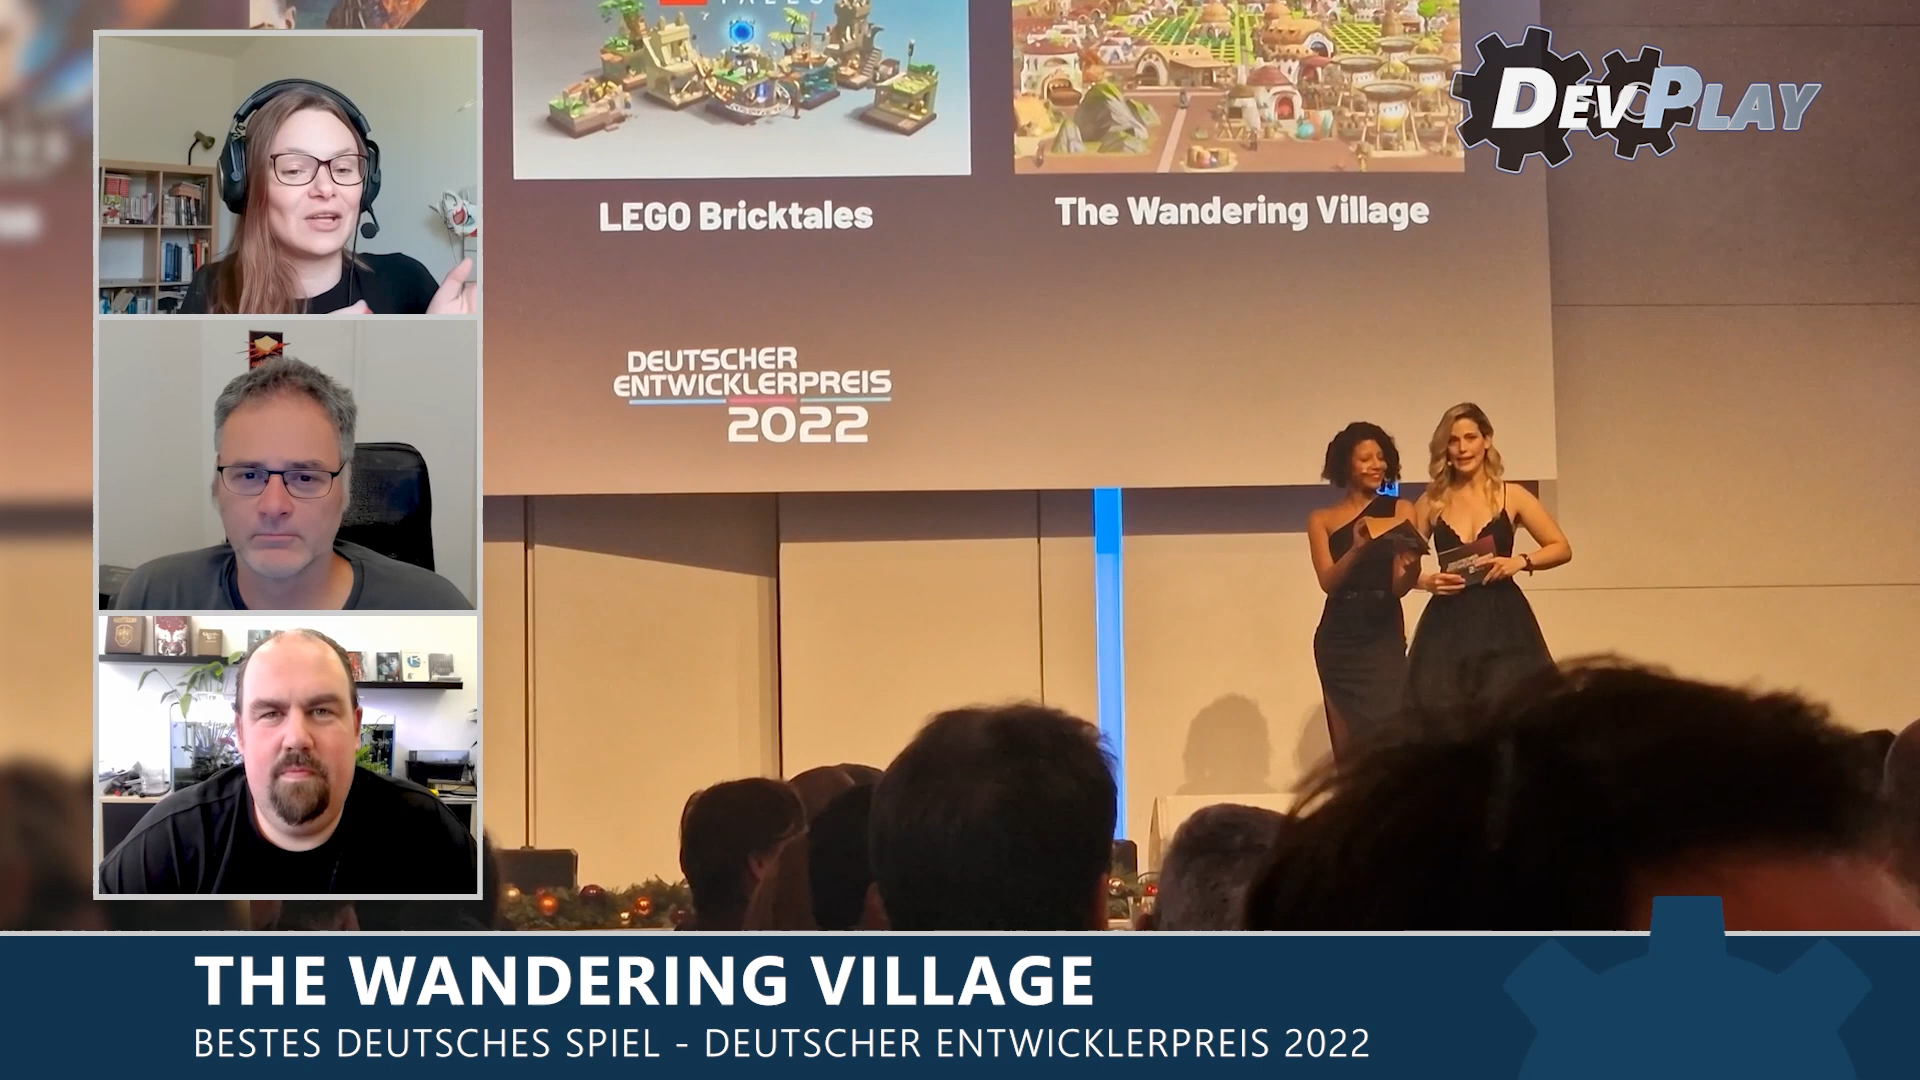 DEVPLAY
LEGO Bricktales
The Wandering Village
DEUTSCHER
ENTWICKLERPREIS
2022
THE WANDERING VILLAGE
BESTES DEUTSCHES SPIEL - DEUTSCHER ENTWICKLERPREIS 2022